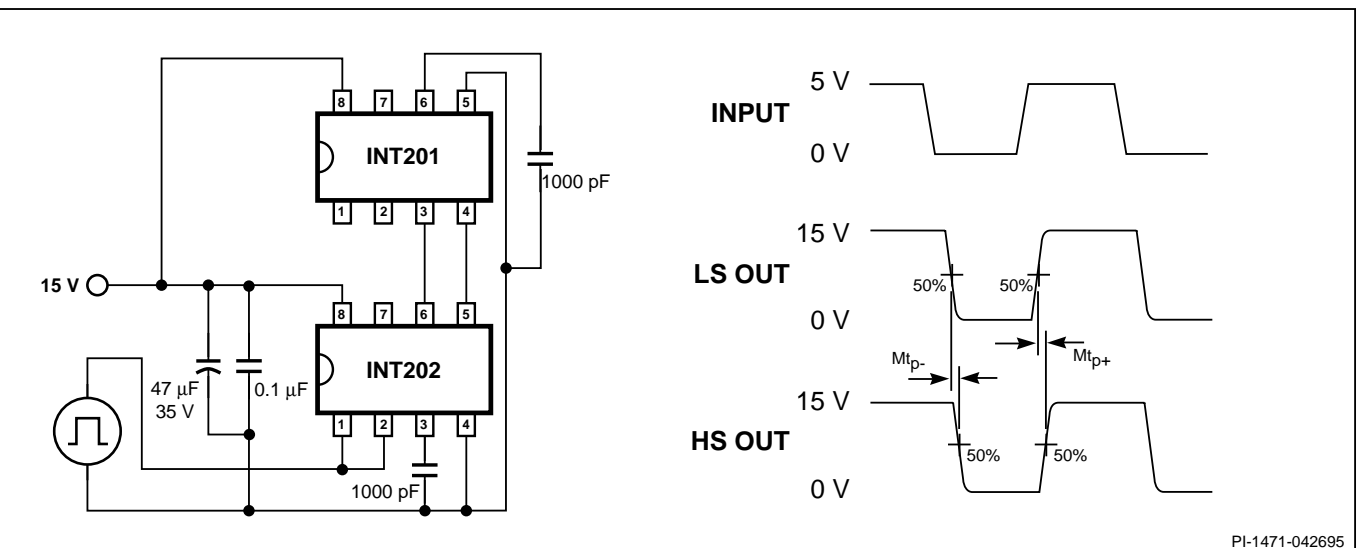 8 7 6 5
INT201
1000 pF
1 2 3 4
15 V
8 7 6 5
INT202
47 μF
35 V
0.1 μF
1 2 3 4
1000 pF
INPUT
5 V
0 V
LS OUT
15 V
50% 50%
0 V
Mtp- Mtp+
HS OUT
15 V
50% 50%
0 V
PI-1471-042695